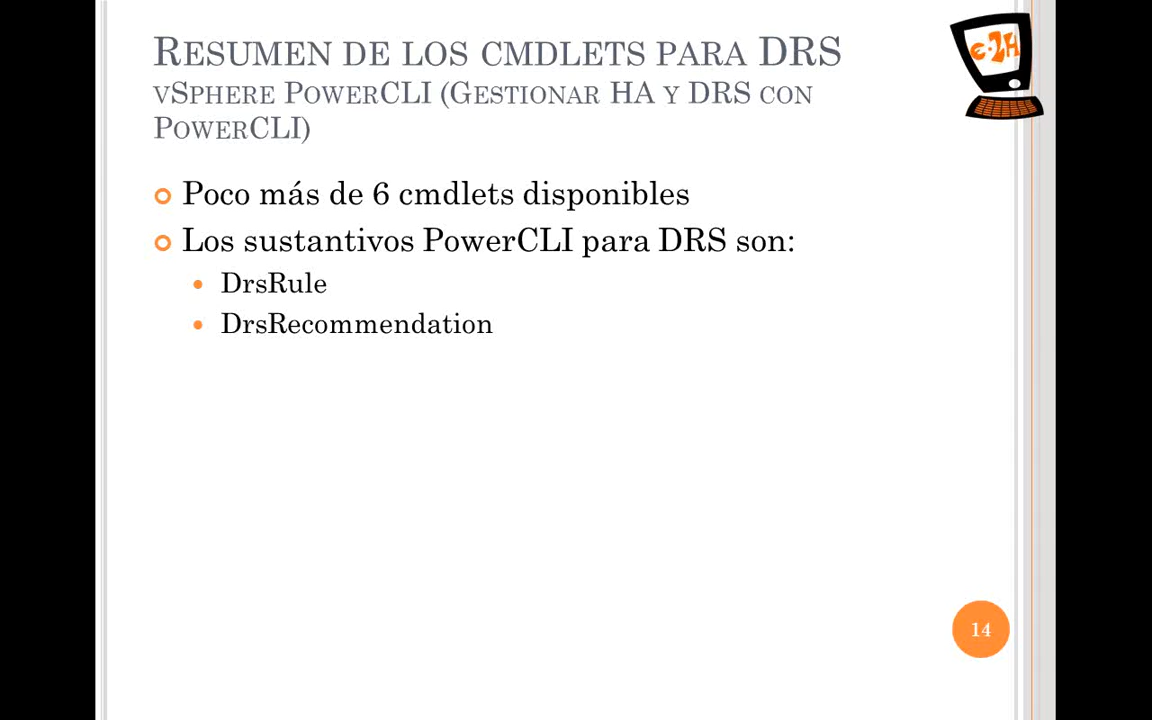 RESUMEN DE LOS CMDLETS PARA DRS
VSPHERE POWERCLI (GESTIONAR HA Y DRS CON
POWERCLI)
Poco más de 6 cmdlets disponibles
Los sustantivos PowerCLI para DRS son:
DrsRule
DrsRecommendation
e-2H
14